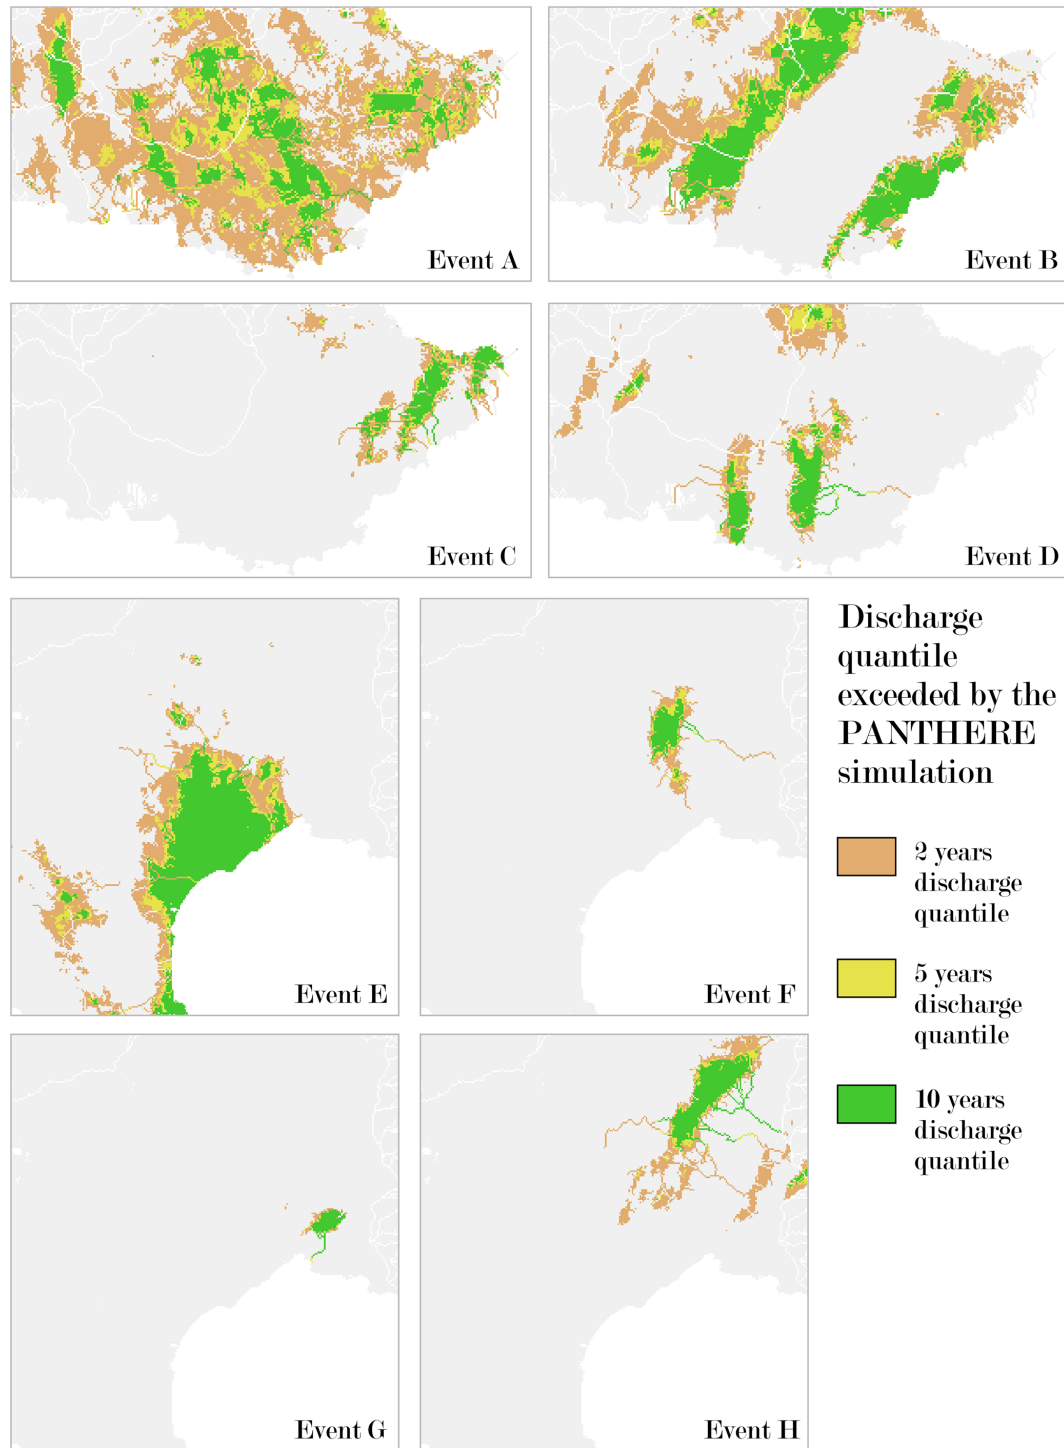 Event A
Event B
Event C
Event D
Event E
Event F
Discharge
quantile
exceeded by the
PANTHERE
simulation
2 years
discharge
quantile
5 years
discharge
quantile
10 years
discharge
quantile
Event G
Event H